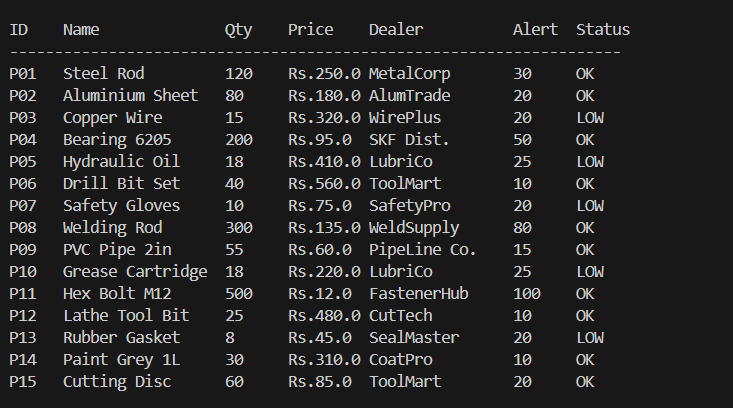 ID    Name              Qty    Price   Dealer          Alert  Status
--------------------------------------------------------------------
P01   Steel Rod         120    Rs.250.0 MetalCorp       30     OK
P02   Aluminium Sheet   80     Rs.180.0 AlumTrade       20     OK
P03   Copper Wire       15     Rs.320.0 WirePlus        20     LOW
P04   Bearing 6205      200    Rs.95.0  SKF Dist.       50     OK
P05   Hydraulic Oil     18     Rs.410.0 LubriCo         25     LOW
P06   Drill Bit Set     40     Rs.560.0 ToolMart        10     OK
P07   Safety Gloves     10     Rs.75.0  SafetyPro       20     LOW
P08   Welding Rod       300    Rs.135.0 WeldSupply      80     OK
P09   PVC Pipe 2in      55     Rs.60.0  PipeLine Co.    15     OK
P10   Grease Cartridge  18     Rs.220.0 LubriCo         25     LOW
P11   Hex Bolt M12      500    Rs.12.0  FastenerHub     100    OK
P12   Lathe Tool Bit    25     Rs.480.0 CutTech         10     OK
P13   Rubber Gasket     8      Rs.45.0  SealMaster      20     LOW
P14   Paint Grey 1L     30     Rs.310.0 CoatPro         10     OK
P15   Cutting Disc      60     Rs.85.0  ToolMart        20     OK